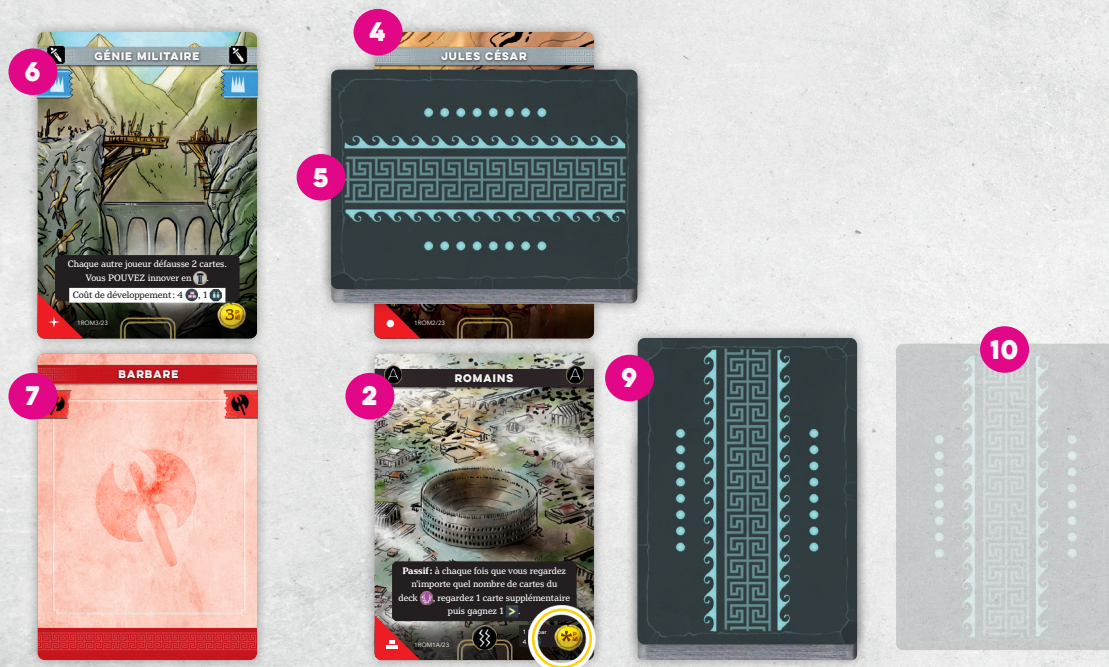 6
GÉNIE MILITAIRE
Chaque autre joueur défausse 2 cartes.
Vous POUVEZ innover en
Coût de développement : 4 , 1
1ROM3/23
3
4
JULES CÉSAR
5
1ROM2/23
7
BARBARE
2
A
ROMAINS
A
Passif : à chaque fois que vous regardez
n'importe quel nombre de cartes du
deck , regardez 1 carte supplémentaire
puis gagnez 1 .
1ROM1A/23
1
4
*
9
10